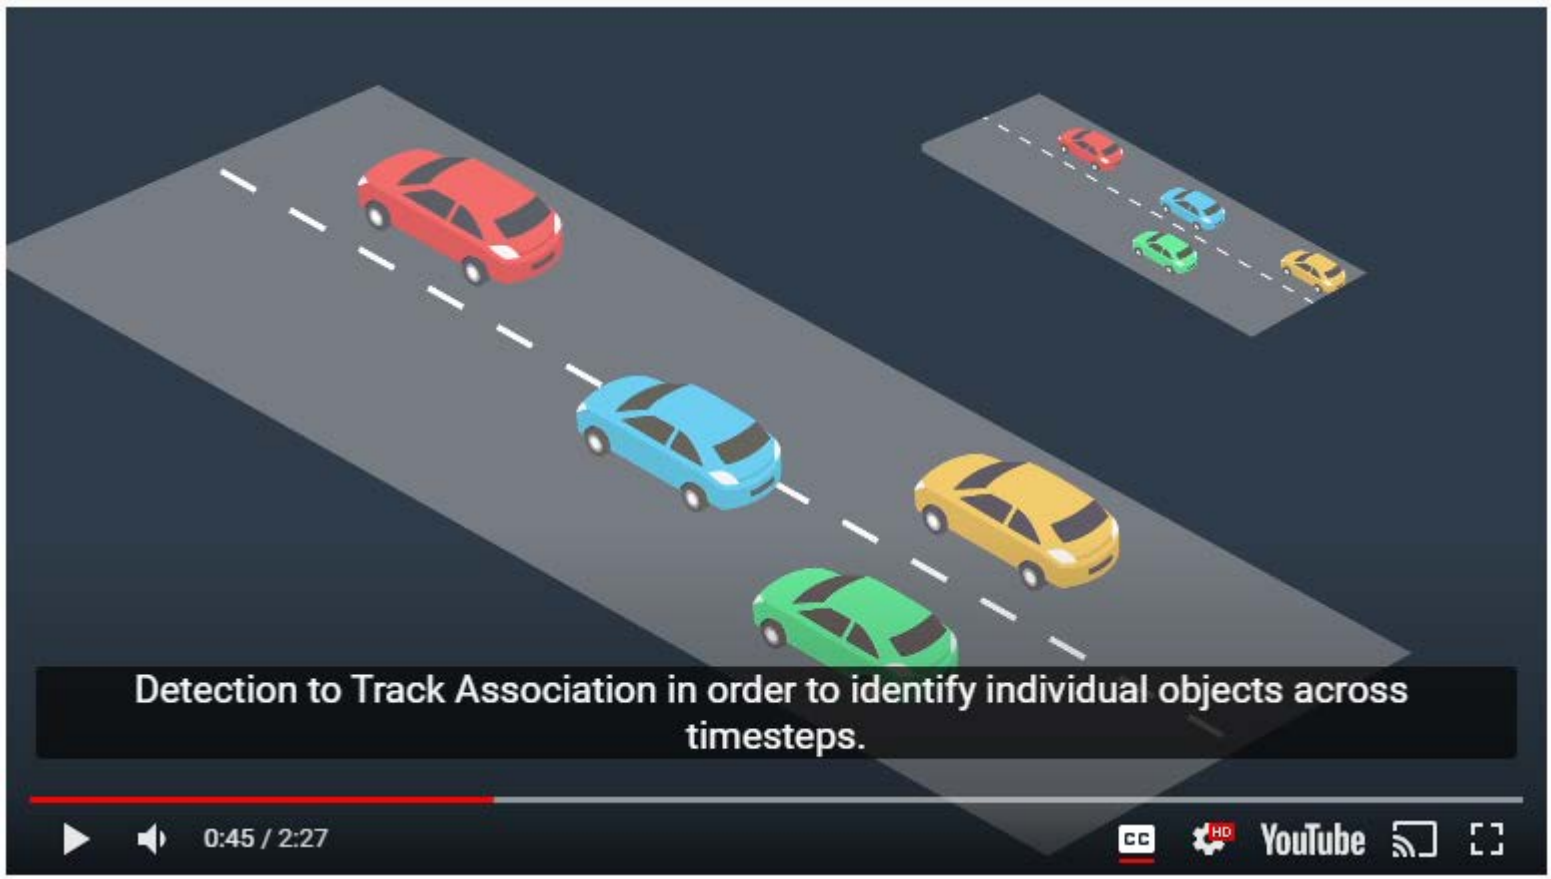 Detection to Track Association in order to identify individual objects across
timesteps.
0:45 / 2:27
CC
HD
YouTube